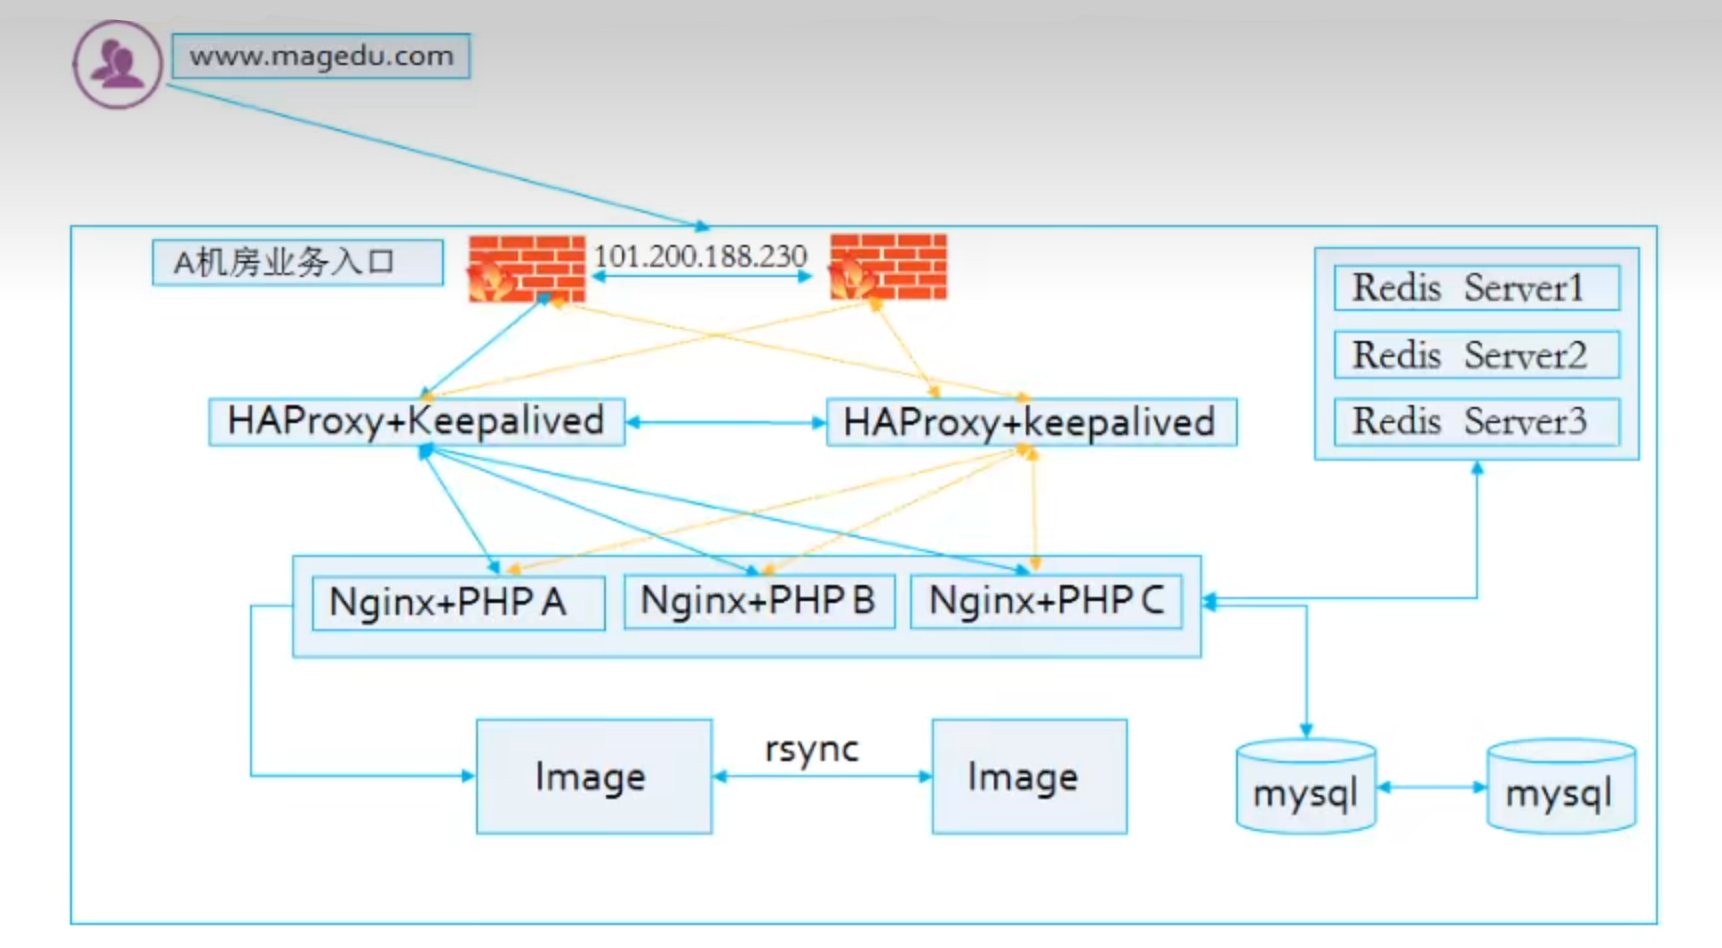 www.magedu.com
A机房业务入口
101.200.188.230
Redis Server1
Redis Server2
Redis Server3
HAProxy+Keepalived
HAProxy+keepalived
Nginx+PHP A
Nginx+PHP B
Nginx+PHP C
Image
rsync
Image
mysql
mysql